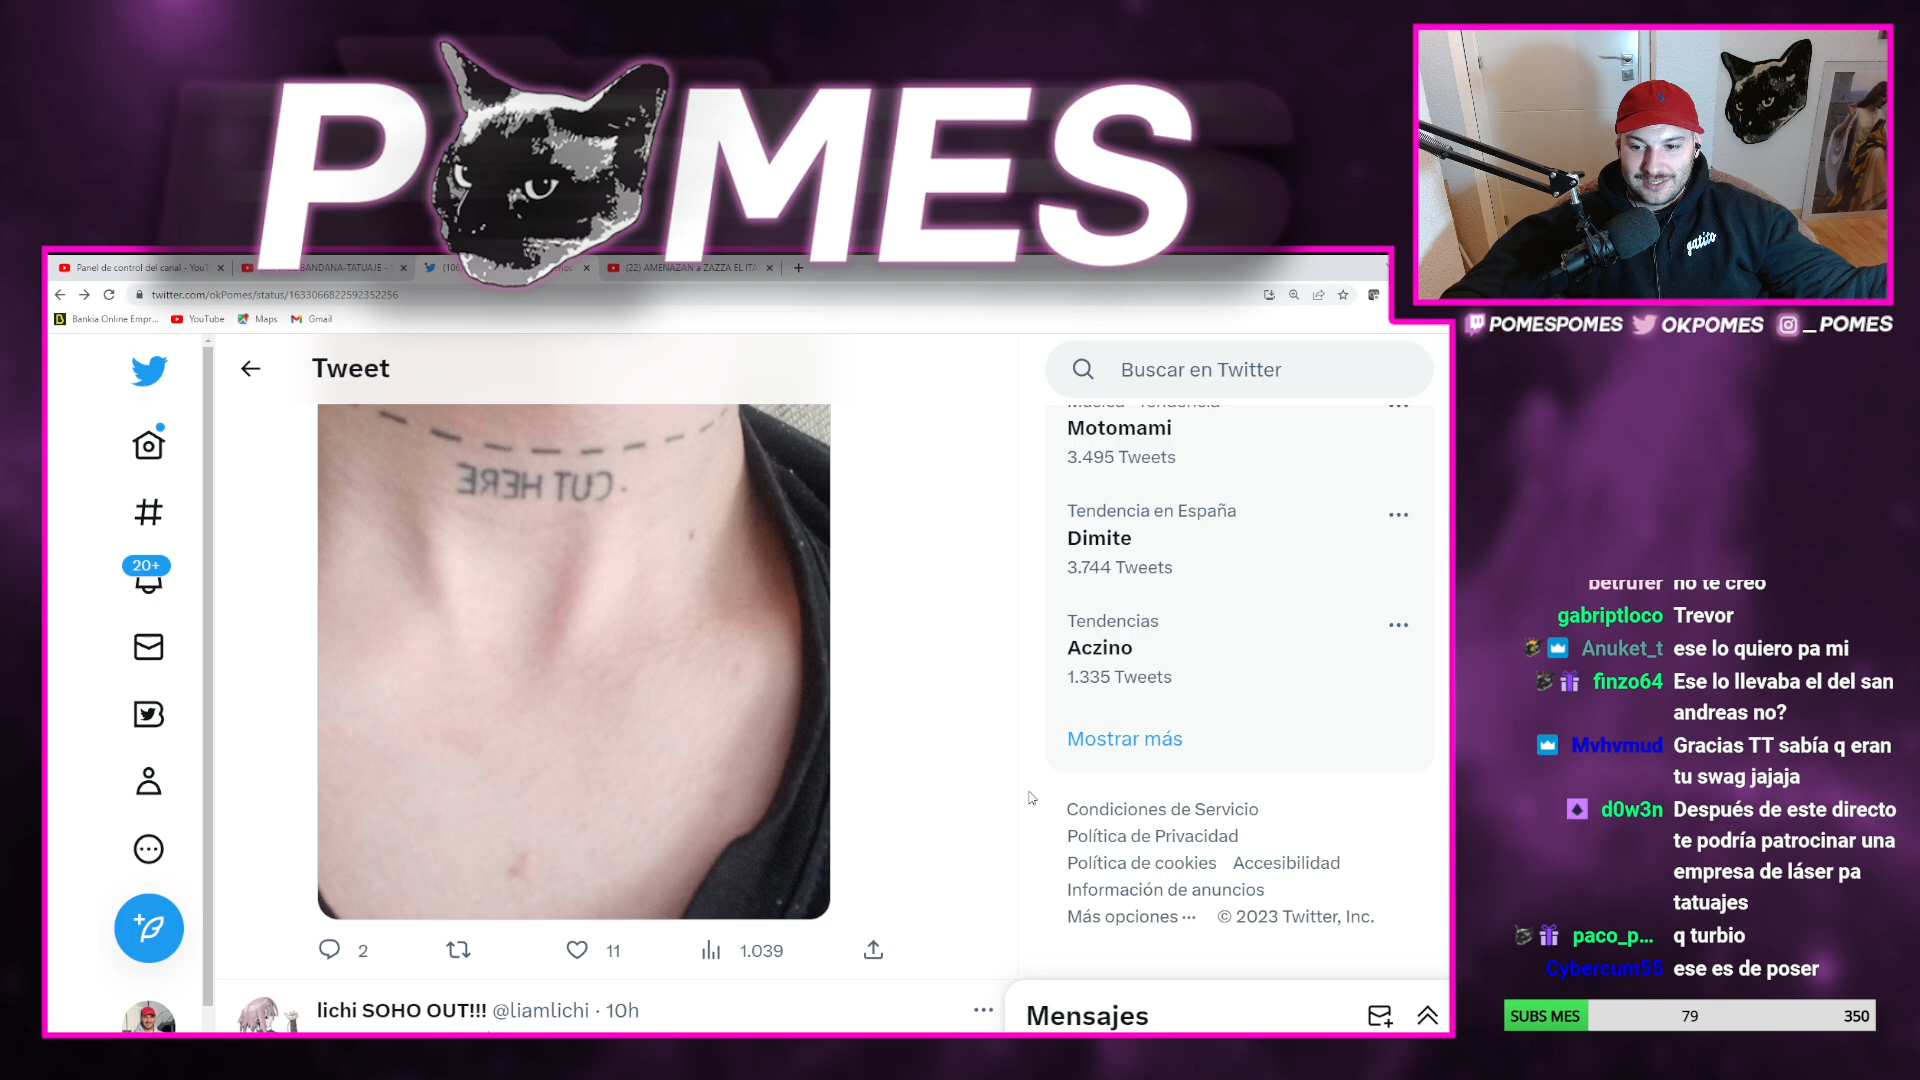 POMES
Panel de control del canal - YouT
BANDANA-TATUAJE -
(22) AMENAZAN a ZAZZA EL ITA
twitter.com/okPomes/status/1633066822592352256
Bankia Online Empr...
YouTube
Maps
Gmail
POMESPOMES
OKPOMES
_POMES
Tweet
Buscar en Twitter
CUT HERE
Motomami
3.495 Tweets
Tendencia en España
Dimite
3.744 Tweets
Tendencias
Aczino
1.335 Tweets
Mostrar más
Condiciones de Servicio
Política de Privacidad
Política de cookies Accesibilidad
Información de anuncios
Más opciones ··· © 2023 Twitter, Inc.
20+
2
11
1.039
lichi SOHO OUT!!! @liamlichi · 10h
Mensajes
gatito
betrufer no te creo
gabriptloco Trevor
Anuket_t ese lo quiero pa mi
finzo64 Ese lo llevaba el del san
andreas no?
Mvhvmud Gracias TT sabía q eran
tu swag jajaja
d0w3n Después de este directo
te podría patrocinar una
empresa de láser pa
tatuajes
paco_p... q turbio
Cybercum55 ese es de poser
SUBS MES 79 350